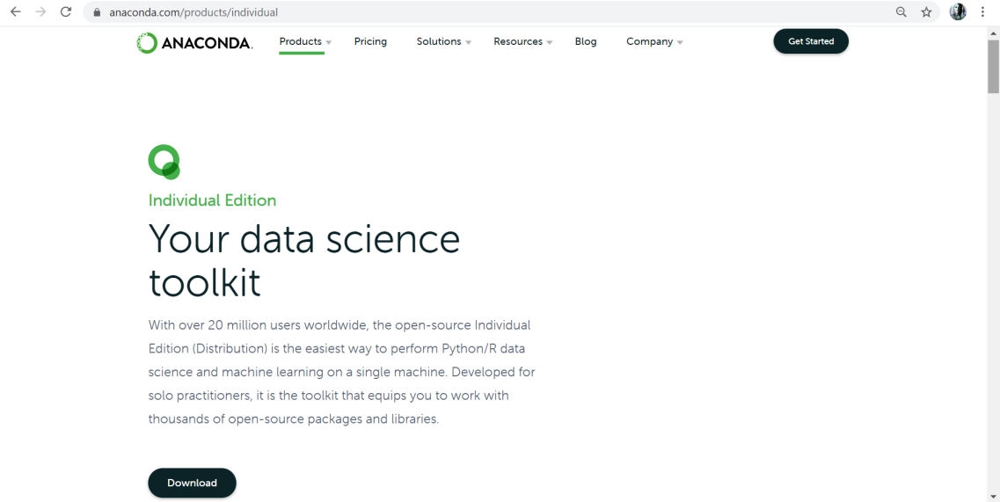 anaconda.com/products/individual
ANACONDA.
Products
Pricing
Solutions
Resources
Blog
Company
Get Started
Individual Edition
Your data science
toolkit
With over 20 million users worldwide, the open-source Individual
Edition (Distribution) is the easiest way to perform Python/R data
science and machine learning on a single machine. Developed for
solo practitioners, it is the toolkit that equips you to work with
thousands of open-source packages and libraries.
Download